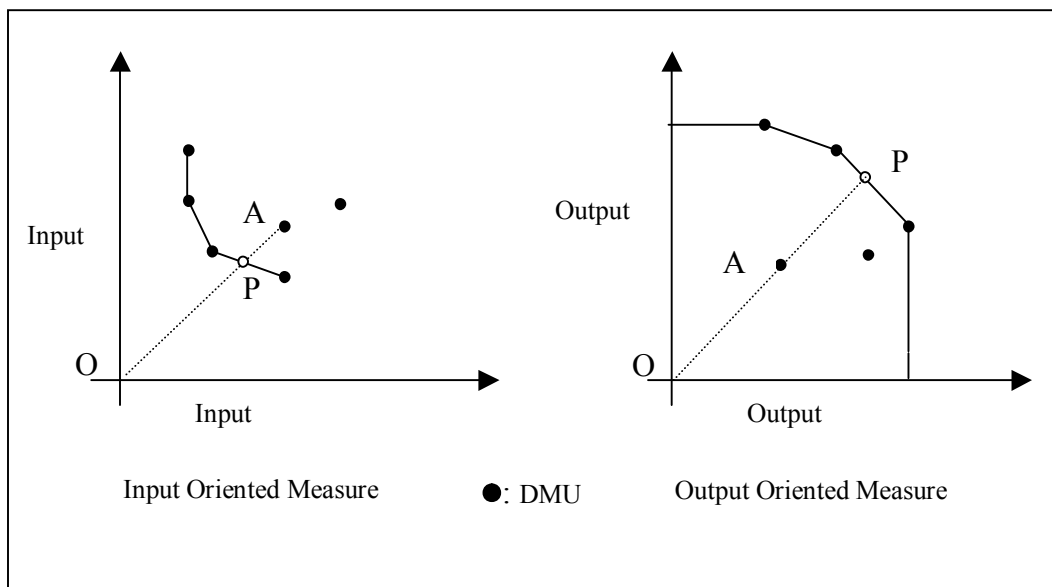 A
Input
P
O
Input
Input Oriented Measure
P
Output
A
O
Output
Output Oriented Measure
: DMU